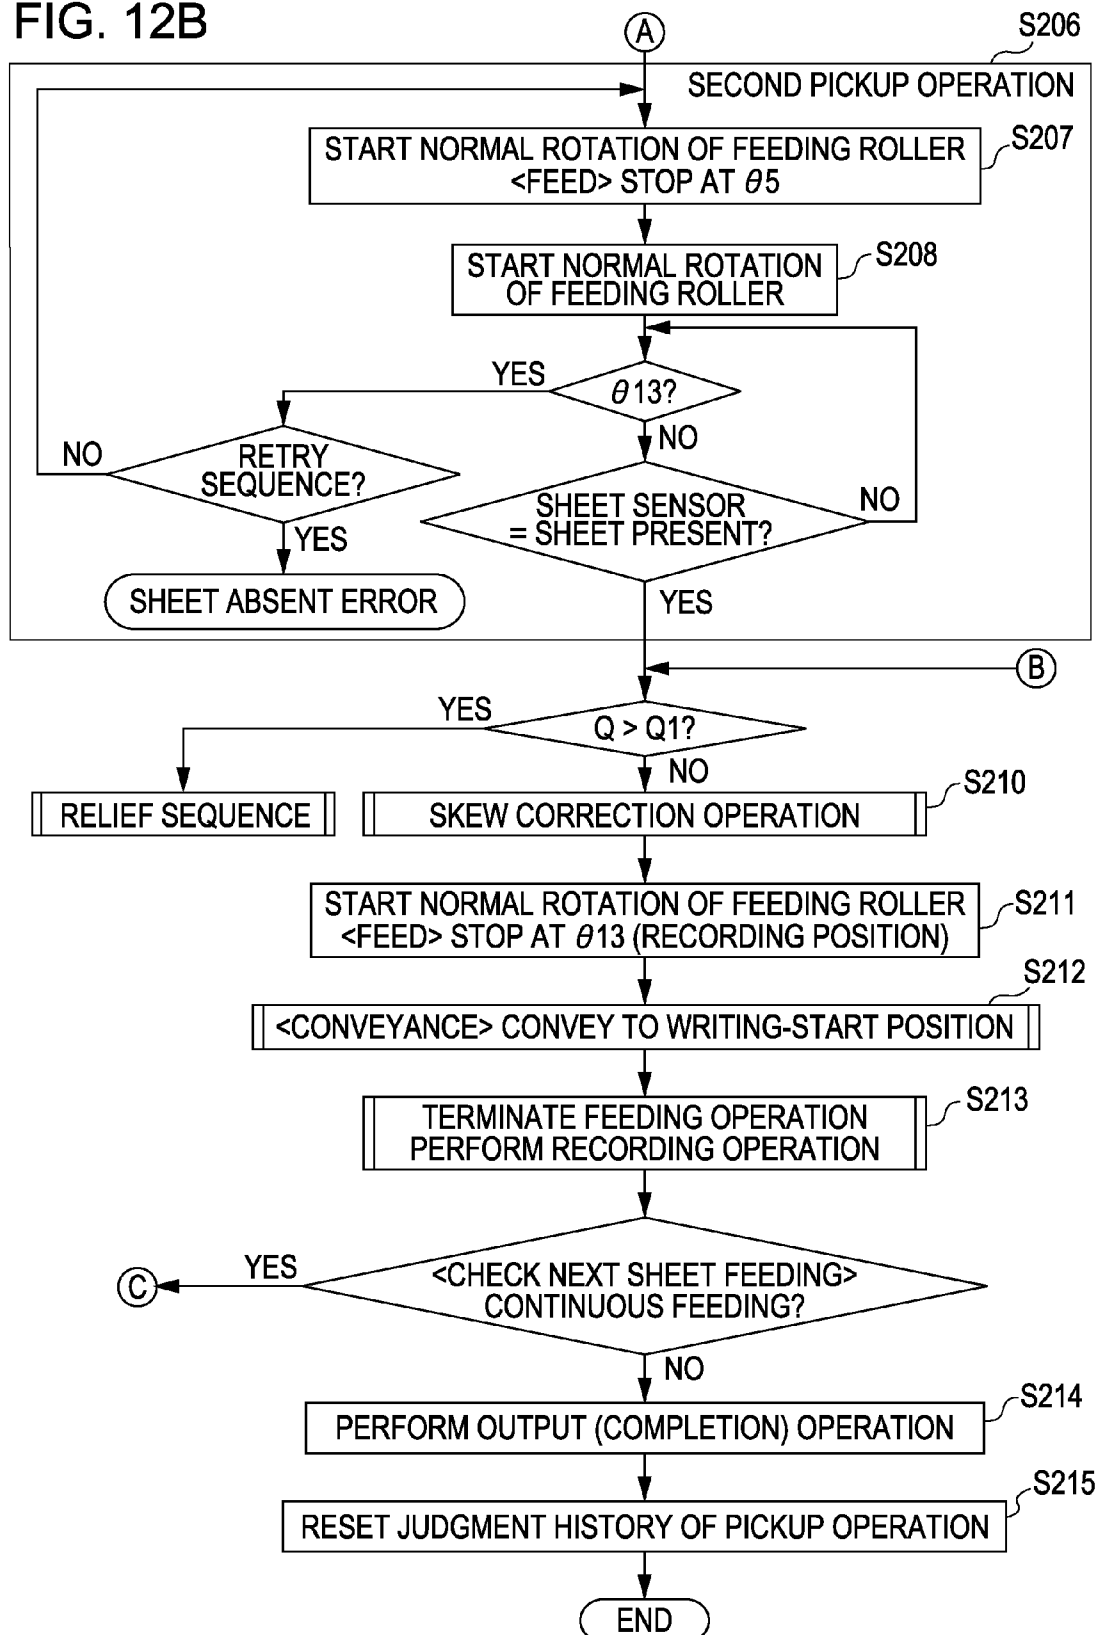 FIG. 12B
A
S206
SECOND PICKUP OPERATION
START NORMAL ROTATION OF FEEDING ROLLER
<FEED> STOP AT θ5
S207
START NORMAL ROTATION
OF FEEDING ROLLER
S208
YES
θ13?
NO
NO
RETRY
SEQUENCE?
YES
SHEET SENSOR
= SHEET PRESENT?
NO
SHEET ABSENT ERROR
YES
B
YES
Q > Q1?
NO
RELIEF SEQUENCE
SKEW CORRECTION OPERATION
S210
START NORMAL ROTATION OF FEEDING ROLLER
<FEED> STOP AT θ13 (RECORDING POSITION)
S211
S212
<CONVEYANCE> CONVEY TO WRITING-START POSITION
TERMINATE FEEDING OPERATION
PERFORM RECORDING OPERATION
S213
C
YES
<CHECK NEXT SHEET FEEDING>
CONTINUOUS FEEDING?
NO
PERFORM OUTPUT (COMPLETION) OPERATION
S214
RESET JUDGMENT HISTORY OF PICKUP OPERATION
S215
END